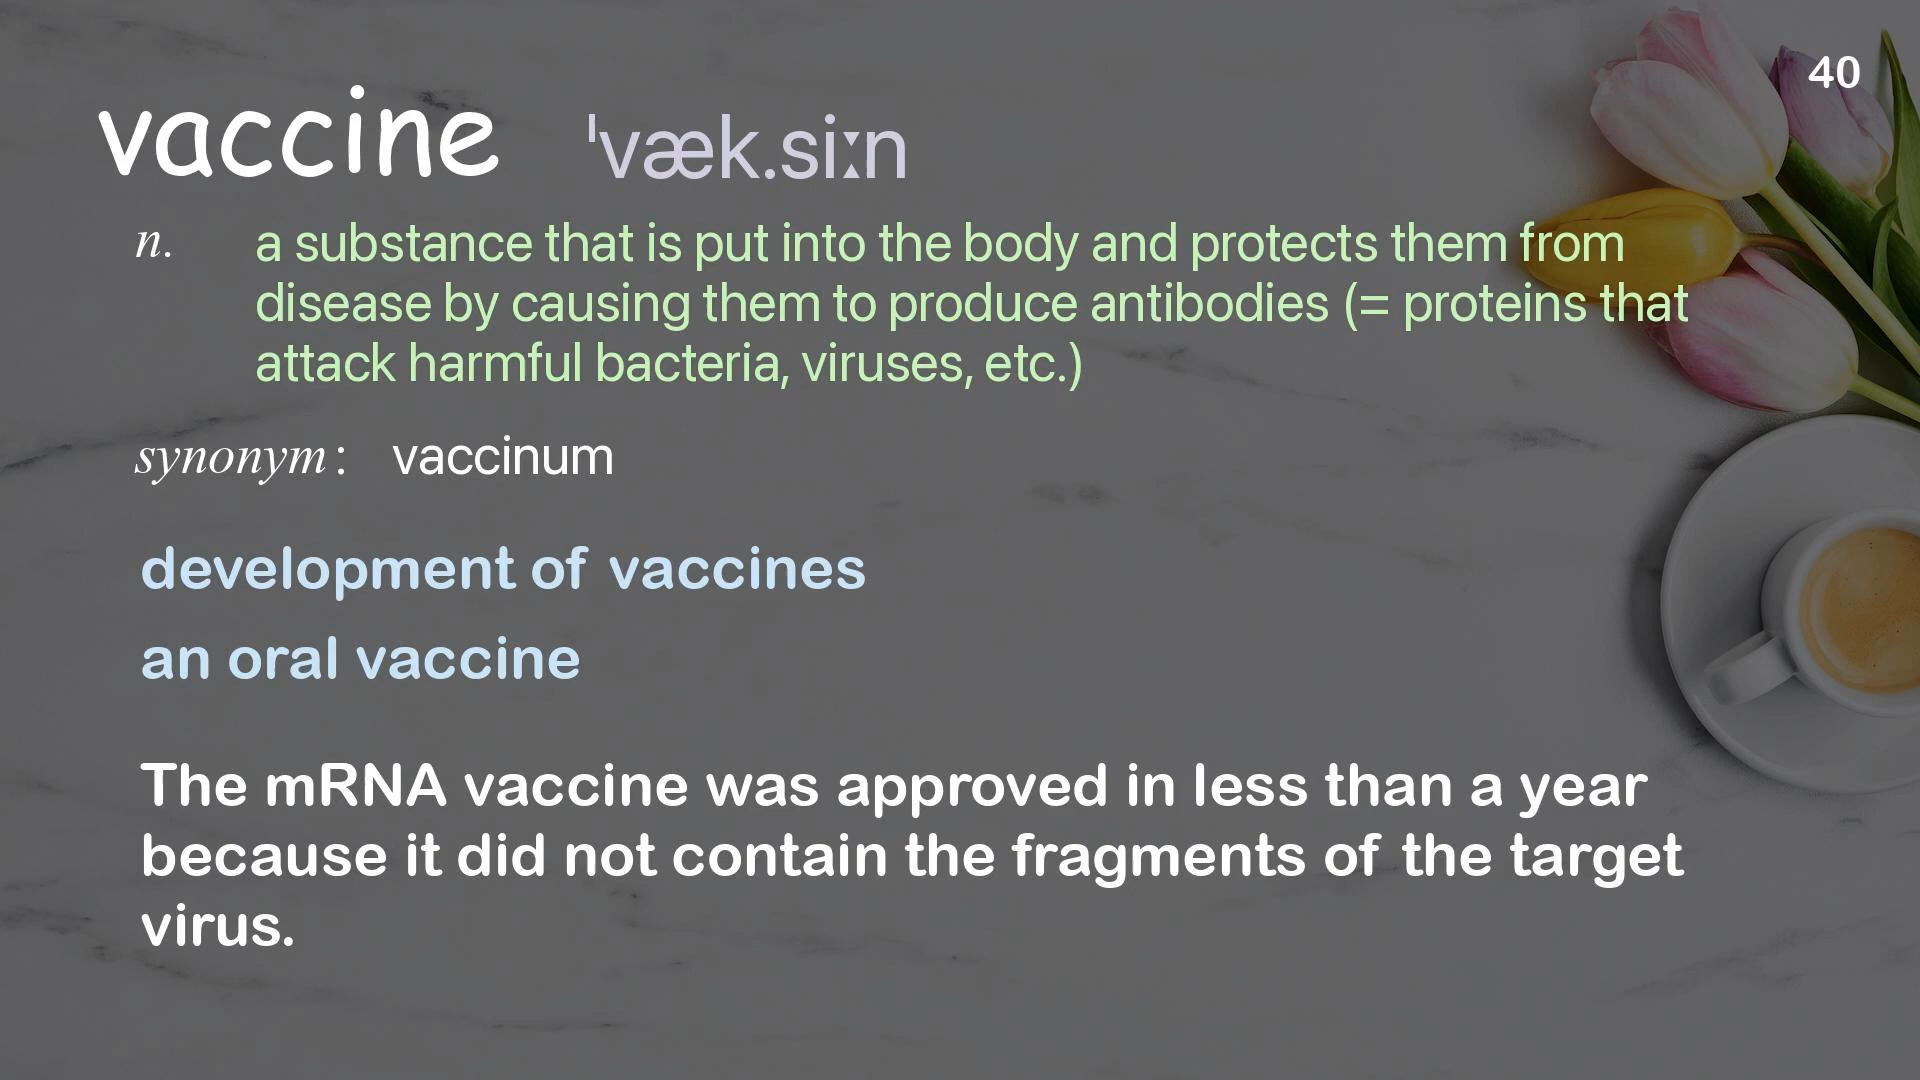 40
vaccine ˈvæk.siːn
n. a substance that is put into the body and protects them from
disease by causing them to produce antibodies (= proteins that
attack harmful bacteria, viruses, etc.)
synonym: vaccinum
development of vaccines
an oral vaccine
The mRNA vaccine was approved in less than a year
because it did not contain the fragments of the target
virus.